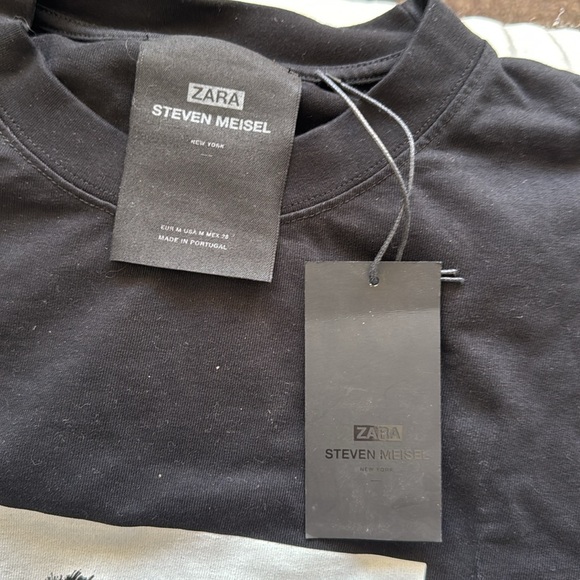 ZARA
STEVEN MEISEL
NEW YORK
EUR M USA M MEX 28
MADE IN PORTUGAL
ZARA
STEVEN MEISEL
NEW YORK